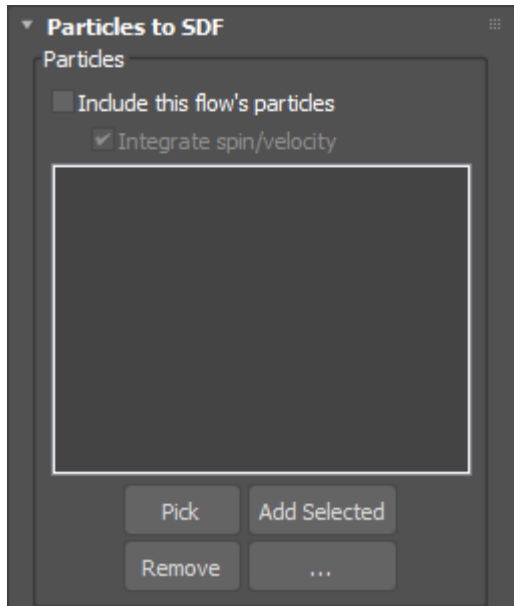 Particles to SDF
Particles
Include this flow's particles
Integrate spin/velocity
Pick Add Selected
Remove ...